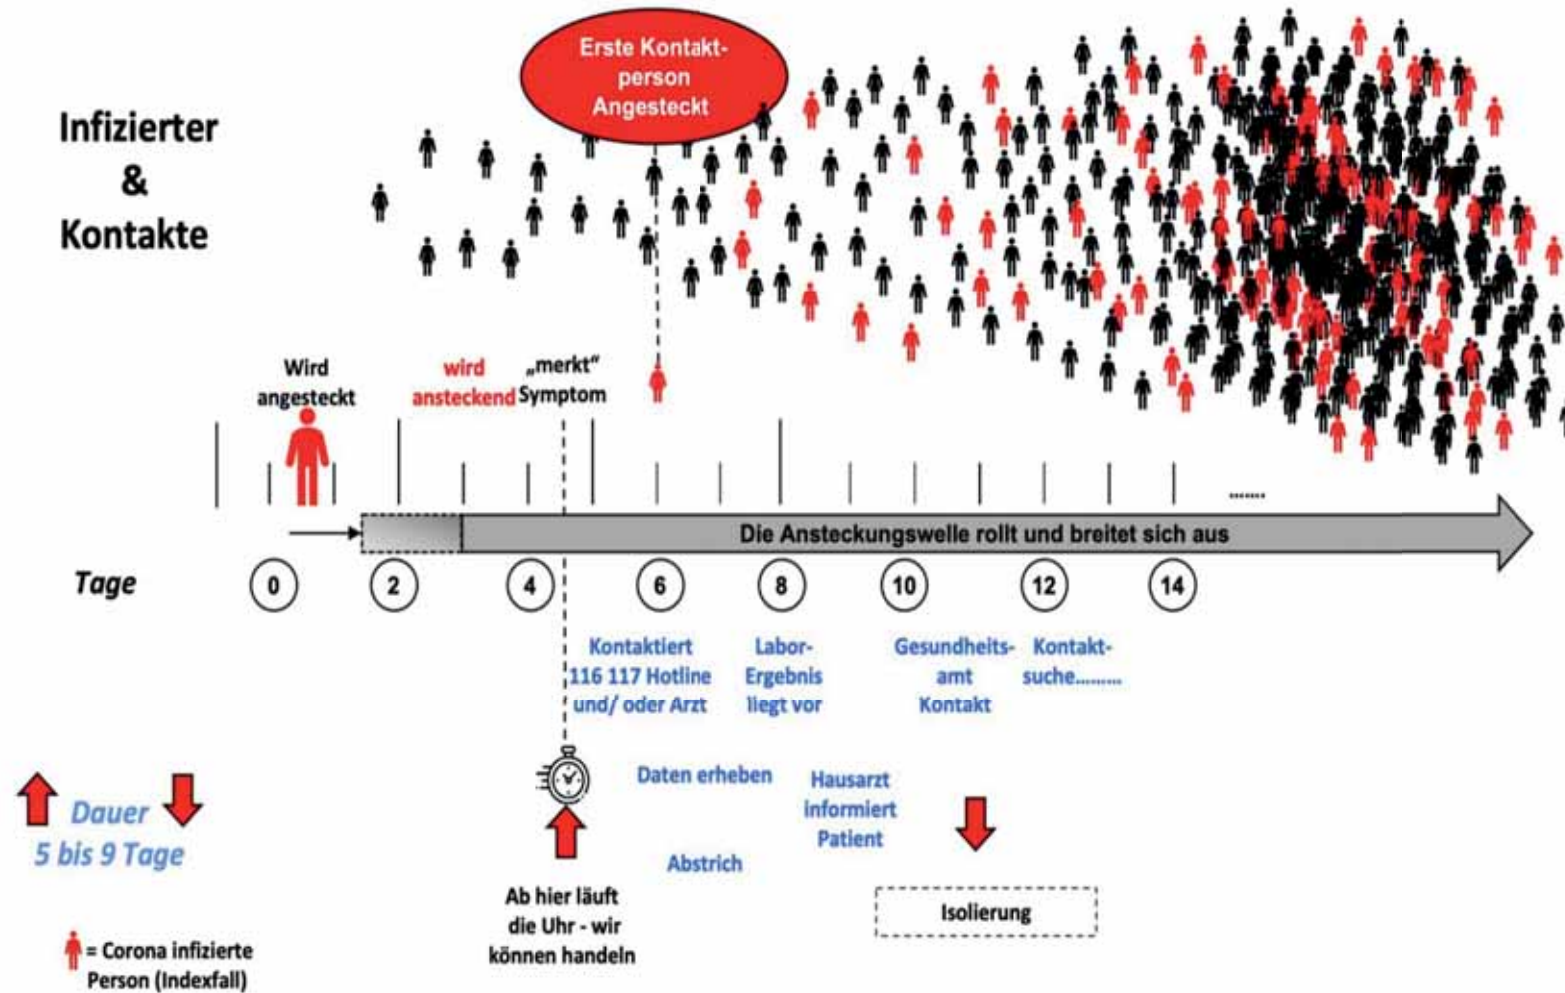 Infizierter
&
Kontakte
Erste Kontakt-
person
Angesteckt
Wird
angesteckt
wird
ansteckend
„merkt“
Symptom
.......
Die Ansteckungswelle rollt und breitet sich aus
Tage
0
2
4
6
8
10
12
14
Kontaktiert
116 117 Hotline
und/ oder Arzt
Labor-
Ergebnis
liegt vor
Gesundheits-
amt
Kontakt
Kontakt-
suche.........
Daten erheben
Hausarzt
informiert
Patient
Abstrich
Dauer
5 bis 9 Tage
Ab hier läuft
die Uhr - wir
können handeln
Isolierung
= Corona infizierte
Person (Indexfall)